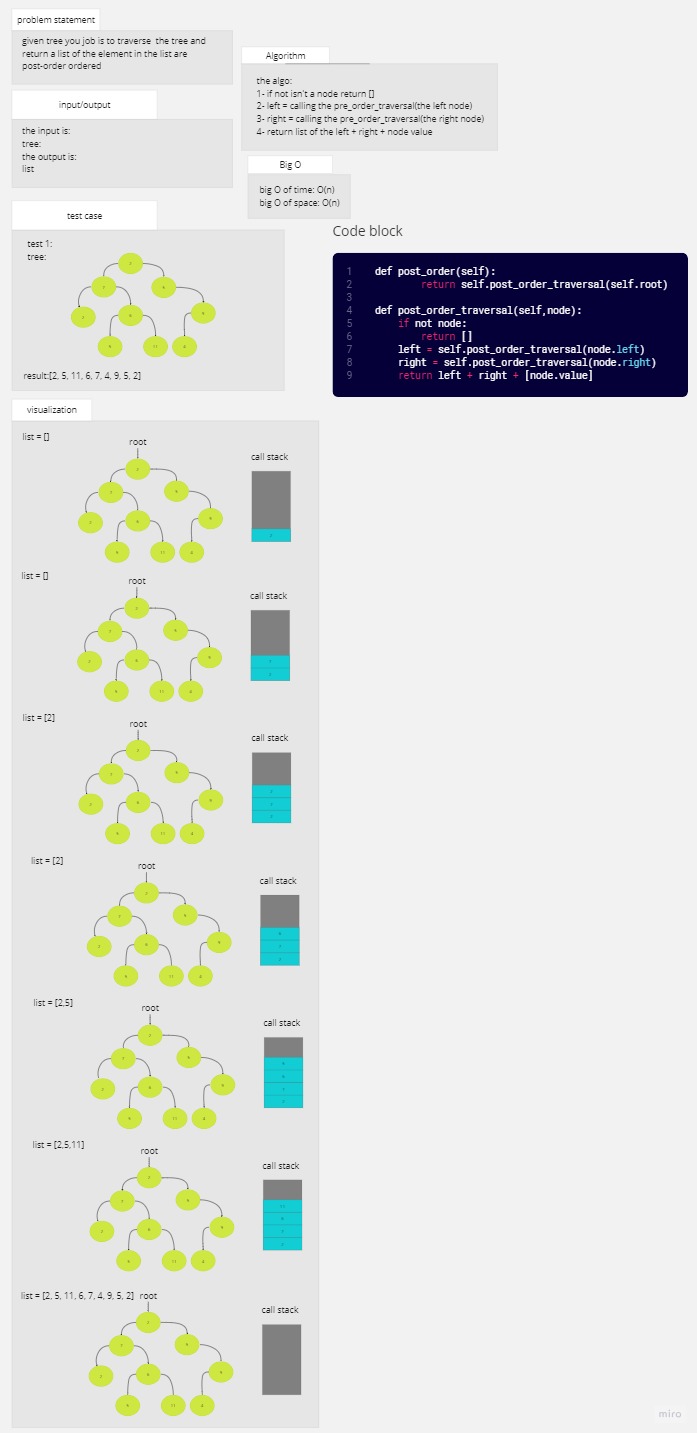 problem statement
given tree you job is to traverse the tree and
return a list of the element in the list are
post-order ordered
Algorithm
the algo:
1- if not isn't a node return []
2- left = calling the pre_order_traversal(the left node)
3- right = calling the pre_order_traversal(the right node)
4- return list of the left + right + node value
input/output
the input is:
tree:
the output is:
list
Big O
big O of time: O(n)
big O of space: O(n)
test case
test 1:
tree:
result:[2, 5, 11, 6, 7, 4, 9, 5, 2]
Code block
1 def post_order(self):
2 return self.post_order_traversal(self.root)
3
4 def post_order_traversal(self,node):
5 if not node:
6 return []
7 left = self.post_order_traversal(node.left)
8 right = self.post_order_traversal(node.right)
9 return left + right + [node.value]
visualization
list = []
root
call stack
list = []
root
call stack
list = [2]
root
call stack
list = [2]
root
call stack
list = [2,5]
root
call stack
list = [2,5,11]
root
call stack
list = [2, 5, 11, 6, 7, 4, 9, 5, 2]
root
call stack
miro